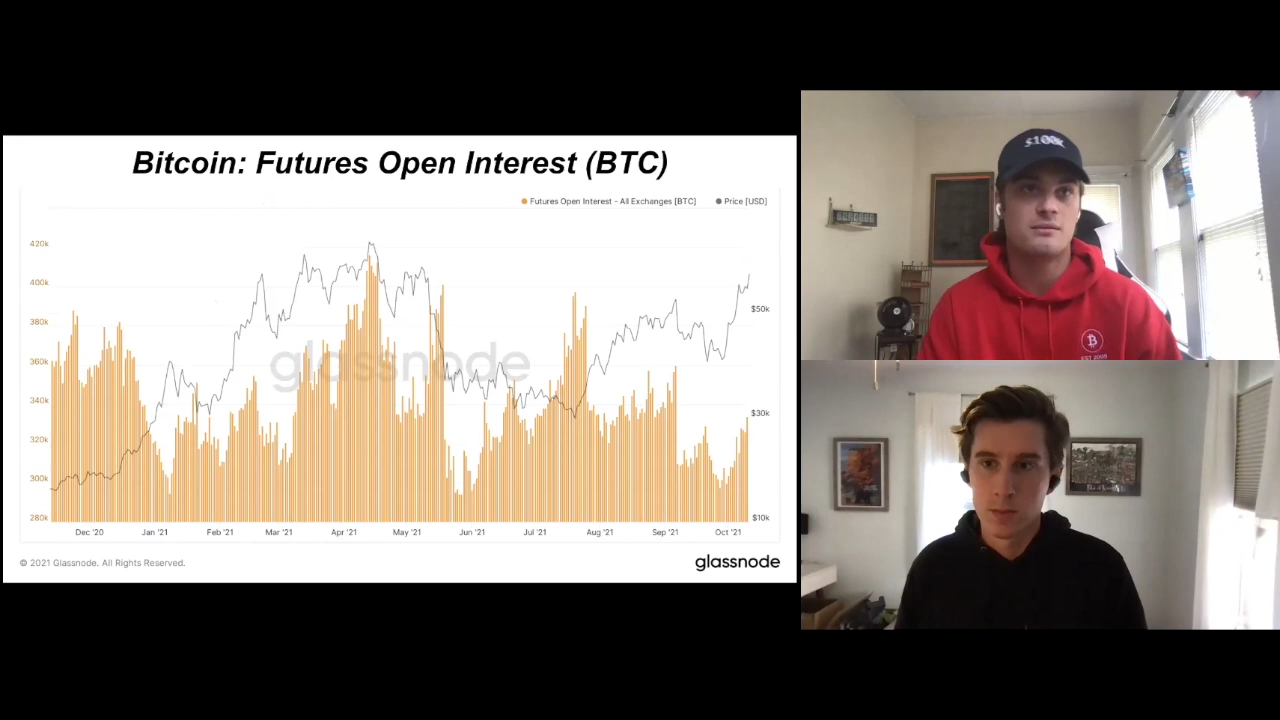 Bitcoin: Futures Open Interest (BTC)
Futures Open Interest - All Exchanges [BTC]
Price [USD]
420k
400k
380k
360k
340k
320k
300k
280k
$50k
$30k
$10k
glassnode
Dec '20
Jan '21
Feb '21
Mar '21
Apr '21
May '21
Jun '21
Jul '21
Aug '21
Sep '21
Oct '21
© 2021 Glassnode. All Rights Reserved.
glassnode
$100k
EST 2009